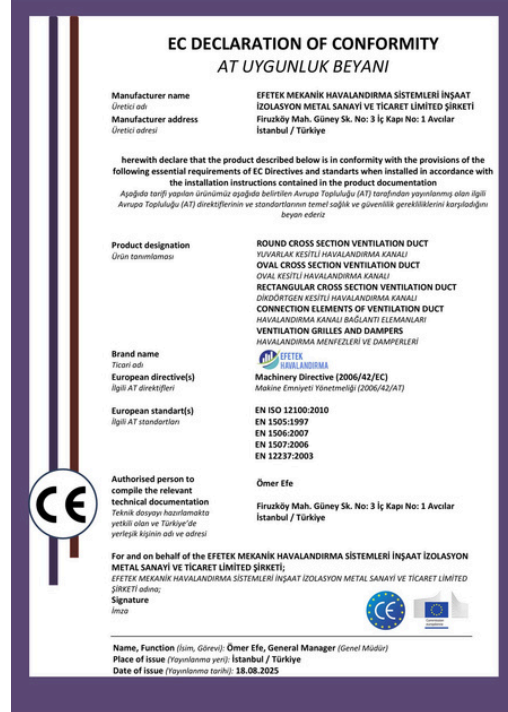 EC DECLARATION OF CONFORMITY
AT UYGUNLUK BEYANI
Manufacturer name
Üretici adı
EFETEK MEKANİK HAVALANDIRMA SİSTEMLERİ İNŞAAT
İZOLASYON METAL SANAYİ VE TİCARET LİMİTED ŞİRKETİ
Manufacturer address
Üretici adresi
Firuzköy Mah. Güney Sk. No: 3 İç Kapı No: 1 Avcılar
İstanbul / Türkiye
herewith declare that the product described below is in conformity with the provisions of the
following essential requirements of EC Directives and standarts when installed in accordance with
the installation instructions contained in the product documentation
Aşağıda tarifi yapılan ürünümüz aşağıda belirtilen Avrupa Topluluğu (AT) tarafından yayınlanmış olan ilgili
Avrupa Topluluğu (AT) direktiflerinin ve standartlarının temel sağlık ve güvenlik gerekliliklerini karşıladığını
beyan ederiz
Product designation
Ürün tanımlaması
ROUND CROSS SECTION VENTILATION DUCT
YUVARLAK KESİTLİ HAVALANDIRMA KANALI
OVAL CROSS SECTION VENTILATION DUCT
OVAL KESİTLİ HAVALANDIRMA KANALI
RECTANGULAR CROSS SECTION VENTILATION DUCT
DİKDÖRTGEN KESİTLİ HAVALANDIRMA KANALI
CONNECTION ELEMENTS OF VENTILATION DUCT
HAVALANDIRMA KANALI BAĞLANTI ELEMANLARI
VENTILATION GRILLES AND DAMPERS
HAVALANDIRMA MENFEZLERİ VE DAMPERLERİ
Brand name
Ticari adı
EFETEK
HAVALANDIRMA
European directive(s)
İlgili AT direktifleri
Machinery Directive (2006/42/EC)
Makine Emniyeti Yönetmeliği (2006/42/AT)
European standart(s)
İlgili AT standartları
EN ISO 12100:2010
EN 1505:1997
EN 1506:2007
EN 1507:2006
EN 12237:2003
Authorised person to
compile the relevant
technical documentation
Teknik dosyayı hazırlamakta
yetkili olan ve Türkiye'de
yerleşik kişinin adı ve adresi
Ömer Efe
Firuzköy Mah. Güney Sk. No: 3 İç Kapı No: 1 Avcılar
İstanbul / Türkiye
CE
For and on behalf of the EFETEK MEKANİK HAVALANDIRMA SİSTEMLERİ İNŞAAT İZOLASYON
METAL SANAYİ VE TİCARET LİMİTED ŞİRKETİ;
EFETEK MEKANİK HAVALANDIRMA SİSTEMLERİ İNŞAAT İZOLASYON METAL SANAYİ VE TİCARET LİMİTED
ŞİRKETİ adına;
Signature
İmza
CE
Name, Function (İsim, Görevi): Ömer Efe, General Manager (Genel Müdür)
Place of issue (Yayınlanma yeri): İstanbul / Türkiye
Date of issue (Yayınlanma tarihi): 18.08.2025